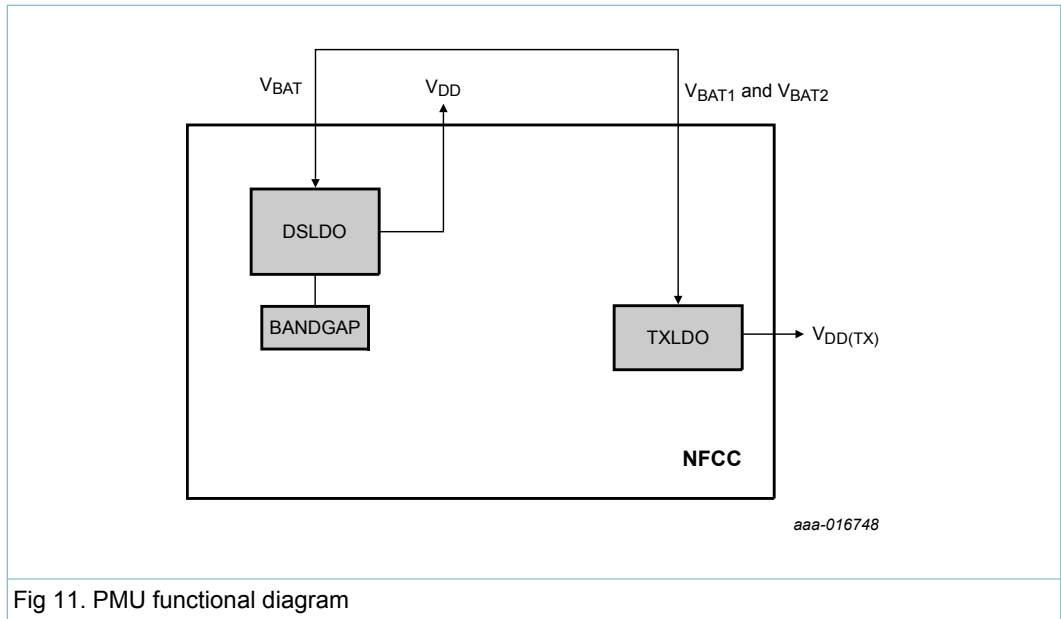 VBAT
VDD
VBAT1 and VBAT2
DSLDO
BANDGAP
TXLDO
VDD(TX)
NFCC
aaa-016748
Fig 11. PMU functional diagram